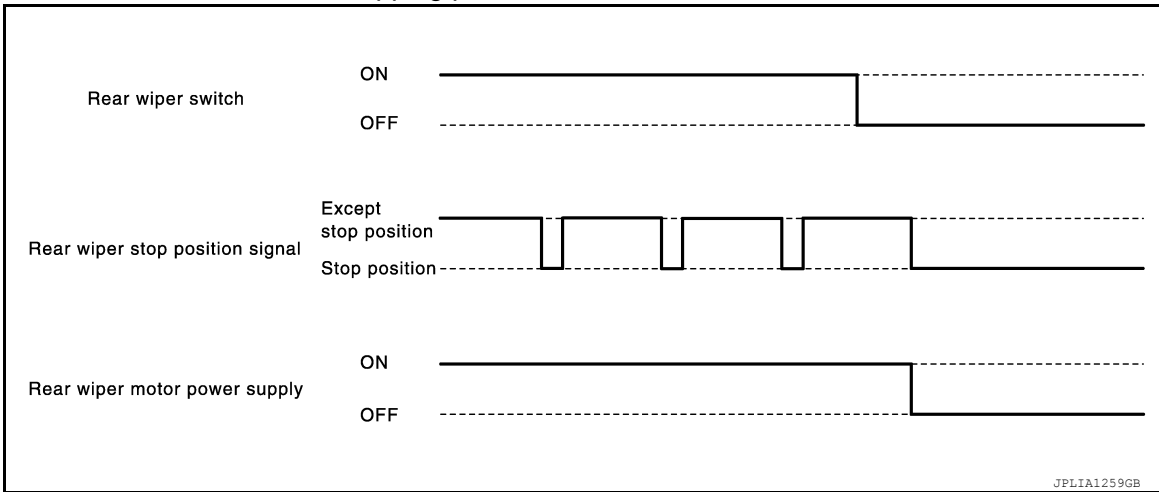 ON
Rear wiper switch
OFF
Except
stop position
Rear wiper stop position signal
Stop position
ON
Rear wiper motor power supply
OFF
JPLIA1259GB